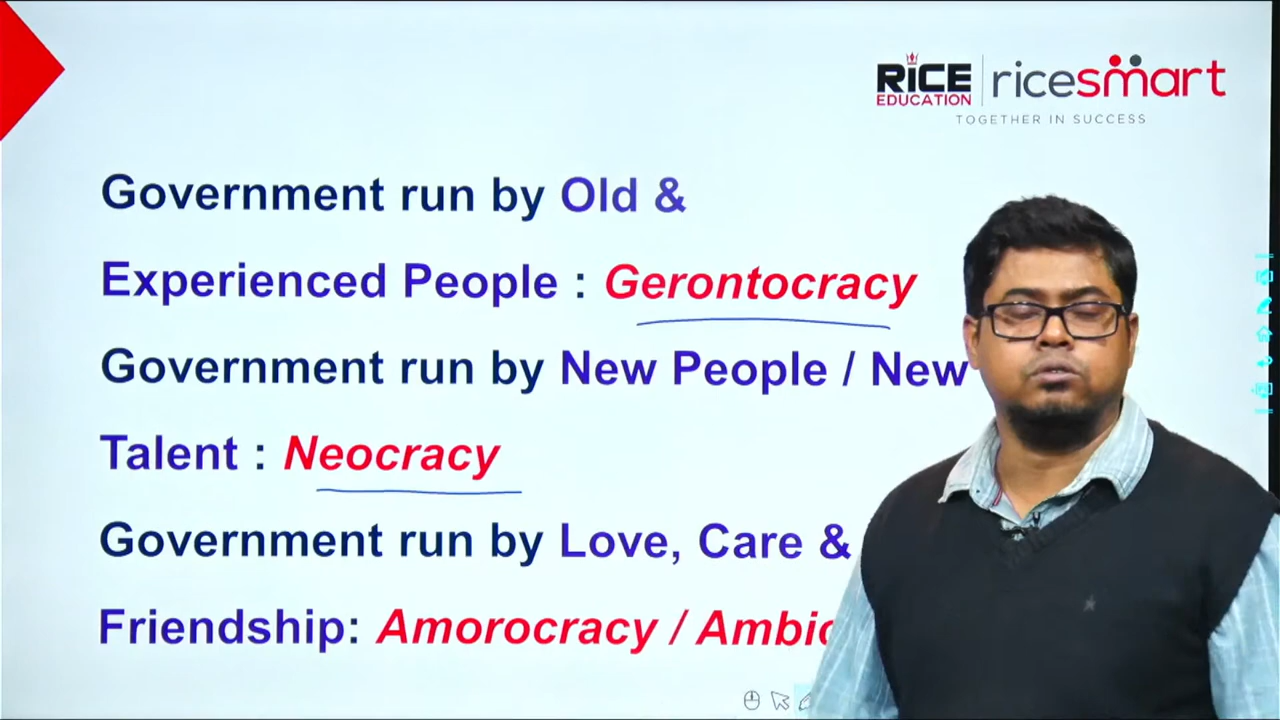 RICE
EDUCATION
ricesmart
TOGETHER IN SUCCESS
Government run by Old &
Experienced People : Gerontocracy
Government run by New People / New
Talent : Neocracy
Government run by Love, Care &
Friendship: Amorocracy /